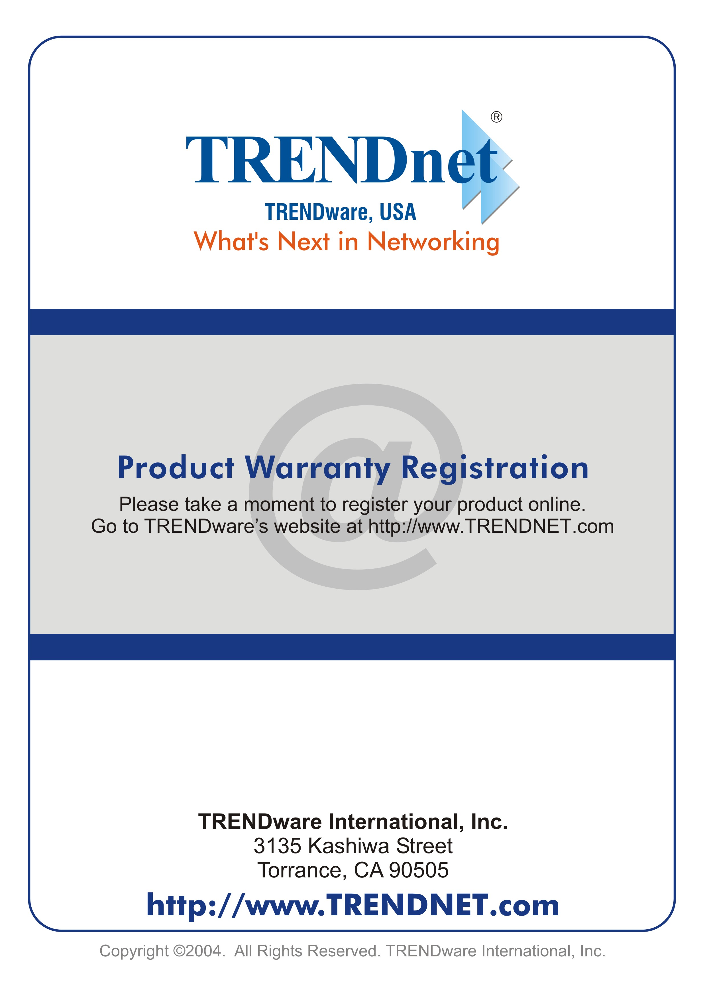 TRENDnet®
TRENDware, USA
What's Next in Networking
@
Product Warranty Registration
Please take a moment to register your product online.
Go to TRENDware’s website at http://www.TRENDNET.com
TRENDware International, Inc.
3135 Kashiwa Street
Torrance, CA 90505
http://www.TRENDNET.com
Copyright ©2004.  All Rights Reserved. TRENDware International, Inc.